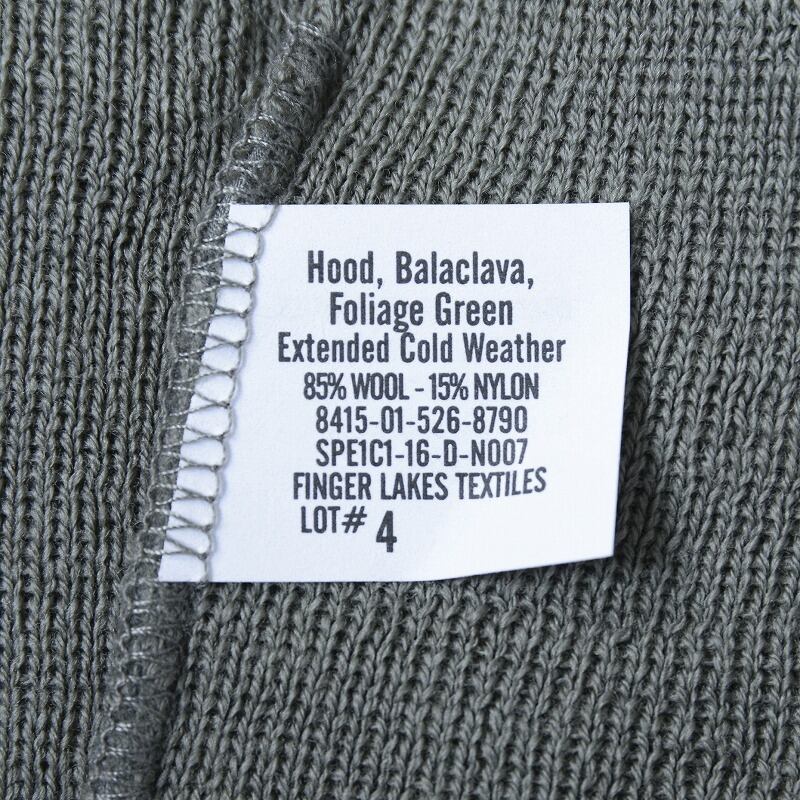 Hood, Balaclava,
Foliage Green
Extended Cold Weather
85% WOOL - 15% NYLON
8415-01-526-8790
SPE1C1-16-D-N007
FINGER LAKES TEXTILES
LOT# 4